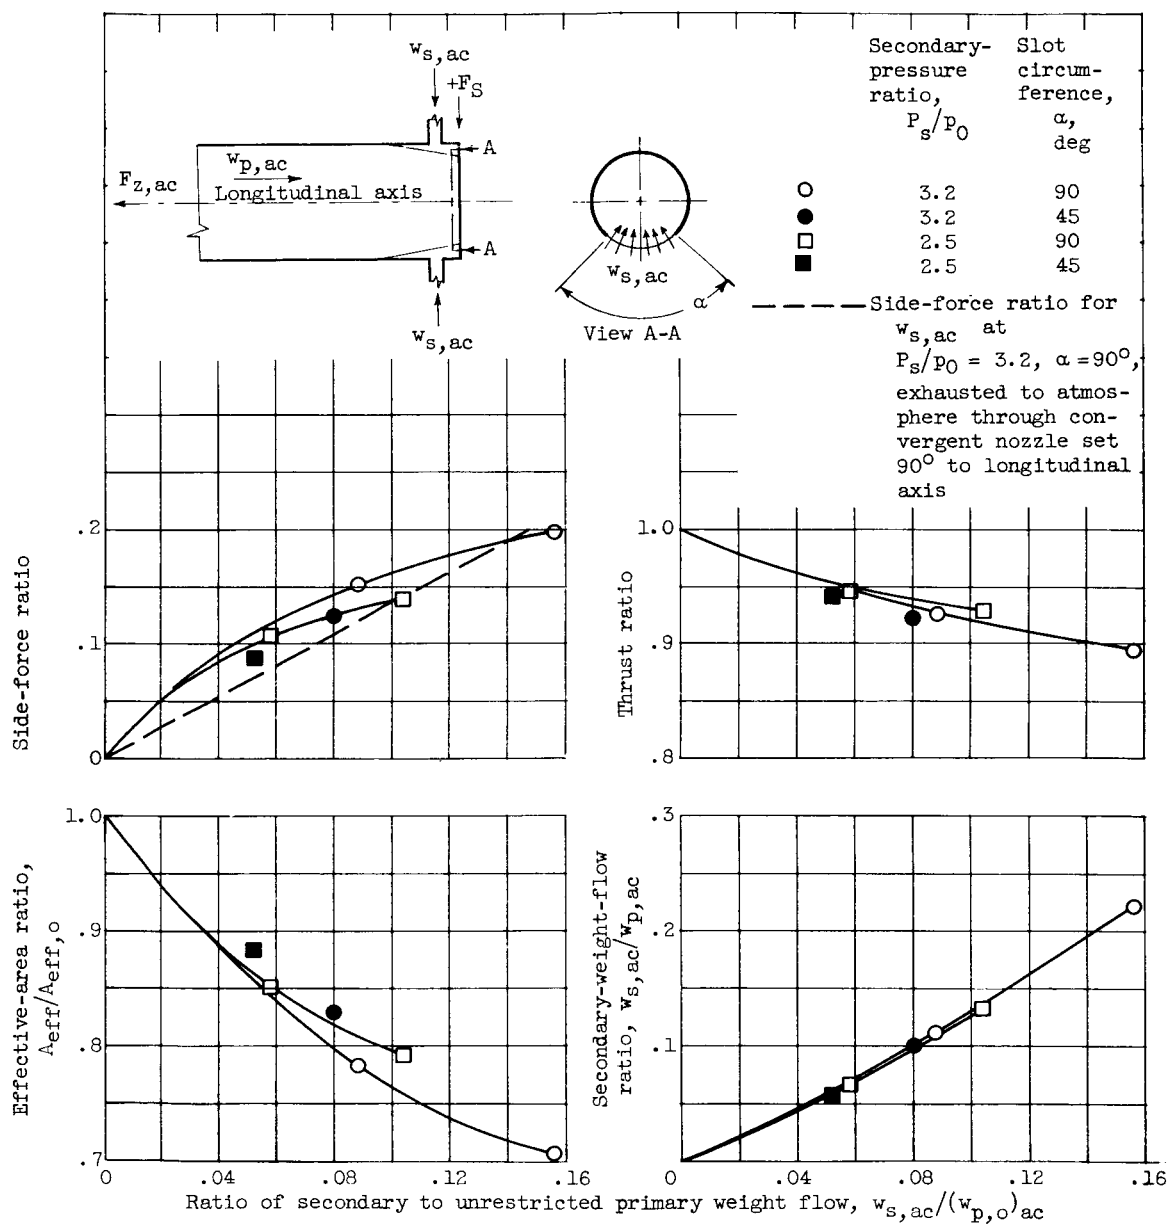 w_s,ac
+F_S
A
w_p,ac
F_z,ac
Longitudinal axis
A
w_s,ac
w_s,ac
α
View A-A
Secondary-pressure ratio, P_s/p_0
Slot circum-ference, α, deg
3.2 90
3.2 45
2.5 90
2.5 45
Side-force ratio for
w_s,ac at
P_s/p_0 = 3.2, α =90°,
exhausted to atmos-
phere through con-
vergent nozzle set
90° to longitudinal
axis
Side-force ratio
.2
.1
0
Thrust ratio
1.0
.9
.8
Effective-area ratio,
A_eff/A_eff,o
1.0
.9
.8
.7
0 .04 .08 .12 .16
Secondary-weight-flow
ratio, w_s,ac/w_p,ac
.3
.2
.1
0 .04 .08 .12 .16
Ratio of secondary to unrestricted primary weight flow, w_s,ac/(w_p,o)_ac